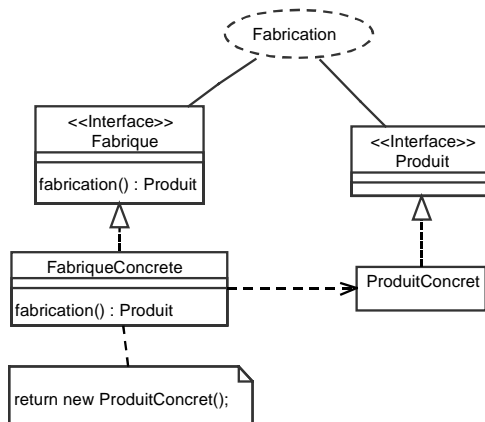 Fabrication
<<Interface>>
Fabrique
fabrication() : Produit
<<Interface>>
Produit
FabriqueConcrete
fabrication() : Produit
ProduitConcret
return new ProduitConcret();